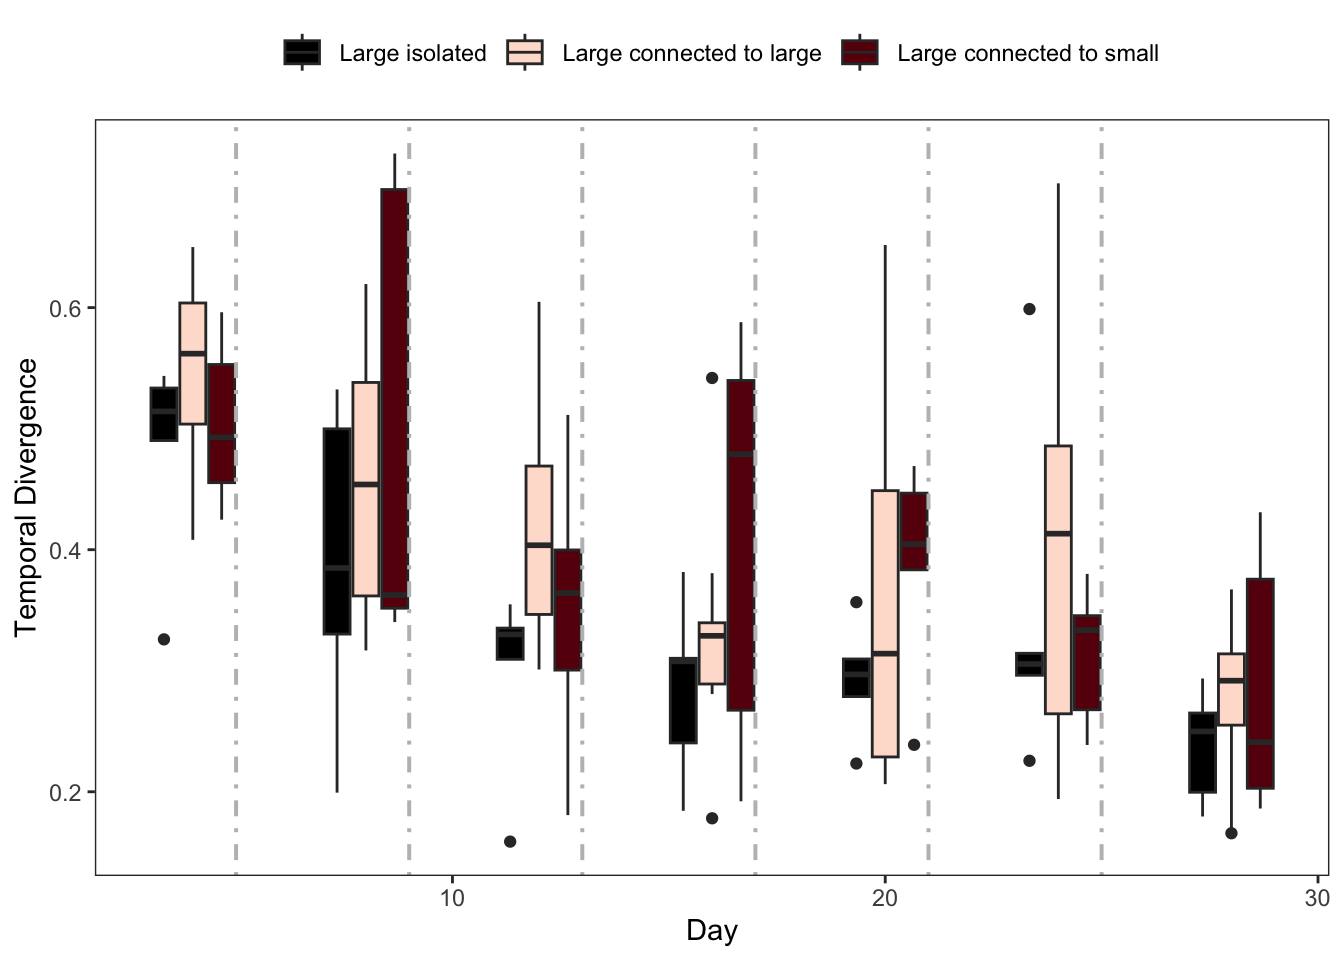 Large isolated Large connected to large Large connected to small
Temporal Divergence
0.6
0.4
0.2
10 20 30
Day